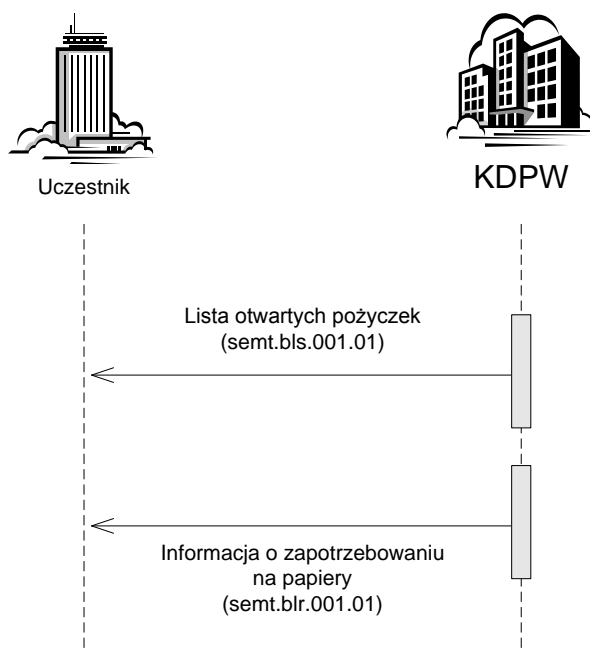 Uczestnik
KDPW
Lista otwartych pożyczek
(semt.bls.001.01)
Informacja o zapotrzebowaniu
na papiery
(semt.blr.001.01)